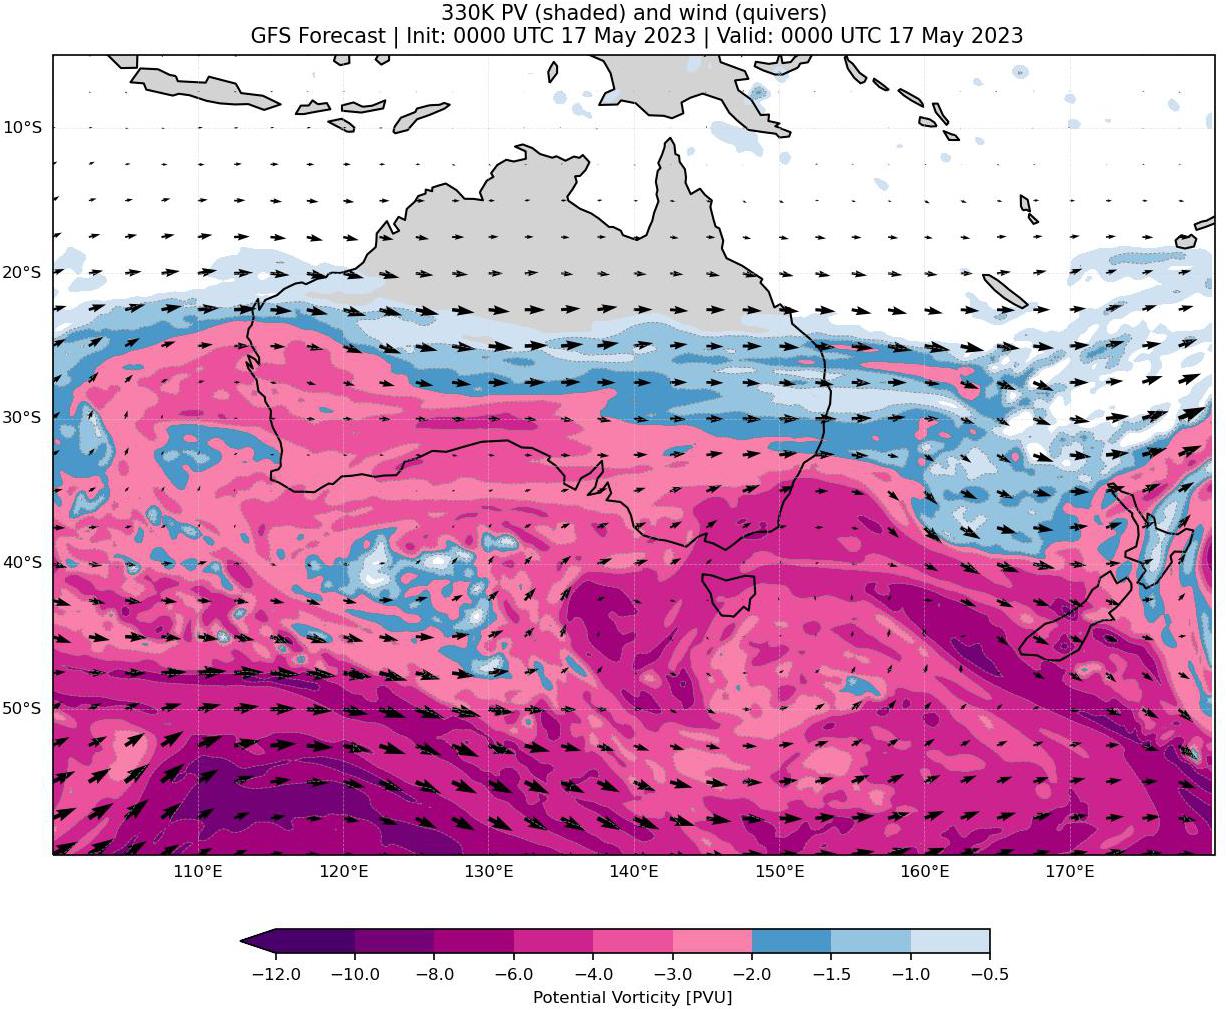 330K PV (shaded) and wind (quivers)
GFS Forecast | Init: 0000 UTC 17 May 2023 | Valid: 0000 UTC 17 May 2023
10°S
20°S
30°S
40°S
50°S
110°E 120°E 130°E 140°E 150°E 160°E 170°E
−12.0 −10.0 −8.0 −6.0 −4.0 −3.0 −2.0 −1.5 −1.0 −0.5
Potential Vorticity [PVU]